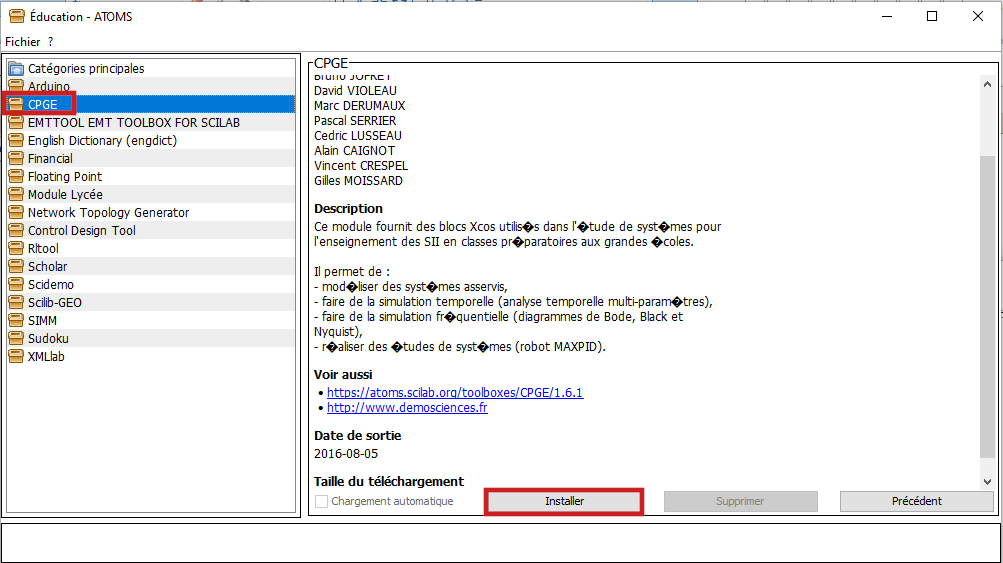 Éducation - ATOMS
Fichier ?
Catégories principales
Arduino
CPGE
EMTTOOL EMT TOOLBOX FOR SCILAB
English Dictionary (engdict)
Financial
Floating Point
Module Lycée
Network Topology Generator
Control Design Tool
Rltool
Scholar
Scidemo
Scilib-GEO
SIMM
Sudoku
XMLlab
CPGE
Bruno JOFRET
David VIOLEAU
Marc DERUMAUX
Pascal SERRIER
Cedric LUSSEAU
Alain CAIGNOT
Vincent CRESPEL
Gilles MOISSARD
Description
Ce module fournit des blocs Xcos utilis�s dans l'�tude de syst�mes pour
l'enseignement des SII en classes pr�paratoires aux grandes �coles.
Il permet de :
- mod�liser des syst�mes asservis,
- faire de la simulation temporelle (analyse temporelle multi-param�tres),
- faire de la simulation fr�quentielle (diagrammes de Bode, Black et
Nyquist),
- r�aliser des �tudes de syst�mes (robot MAXPID).
Voir aussi
• https://atoms.scilab.org/toolboxes/CPGE/1.6.1
• http://www.demosciences.fr
Date de sortie
2016-08-05
Taille du téléchargement
Chargement automatique
Installer
Supprimer
Précédent